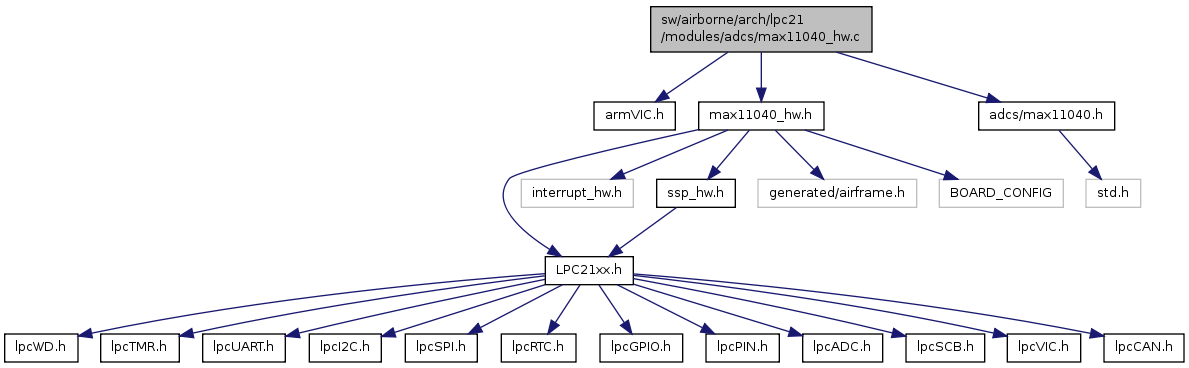 sw/airborne/arch/lpc21
/modules/adcs/max11040_hw.c
armVIC.h
max11040_hw.h
adcs/max11040.h
interrupt_hw.h
ssp_hw.h
generated/airframe.h
BOARD_CONFIG
std.h
LPC21xx.h
lpcWD.h
lpcTMR.h
lpcUART.h
lpcI2C.h
lpcSPI.h
lpcRTC.h
lpcGPIO.h
lpcPIN.h
lpcADC.h
lpcSCB.h
lpcVIC.h
lpcCAN.h